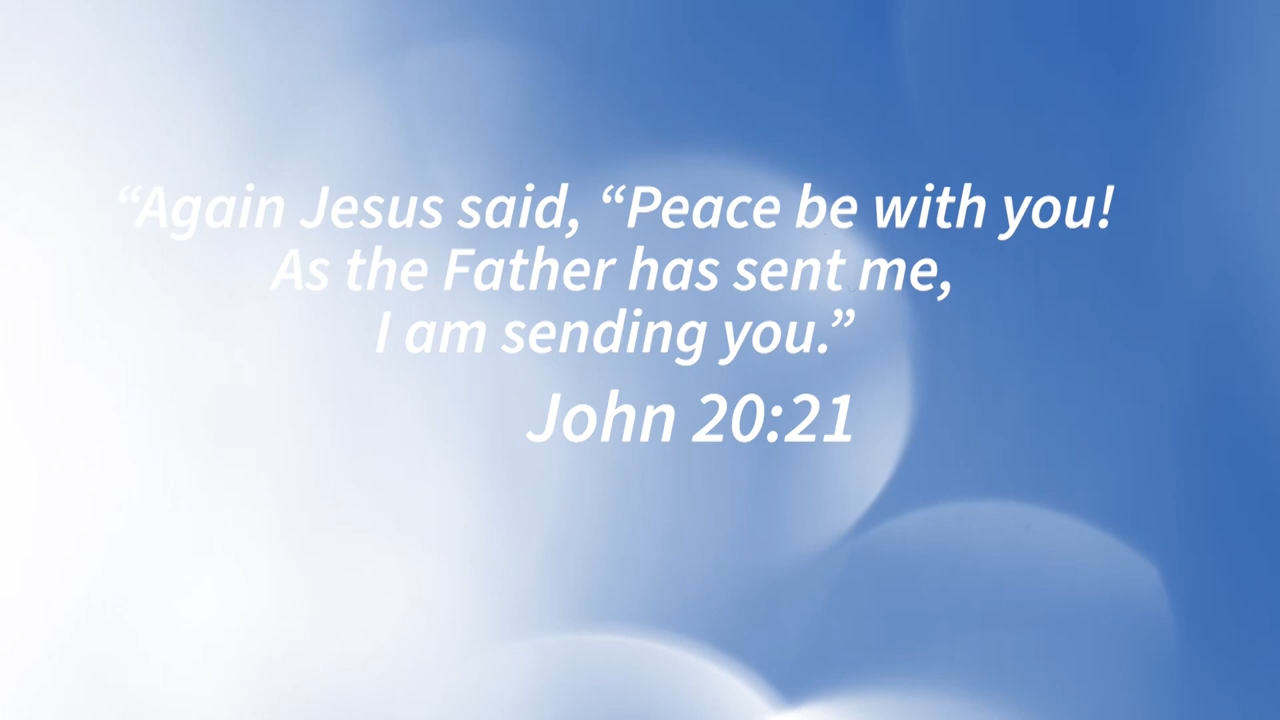 “Again Jesus said, “Peace be with you!
As the Father has sent me,
I am sending you.”
John 20:21